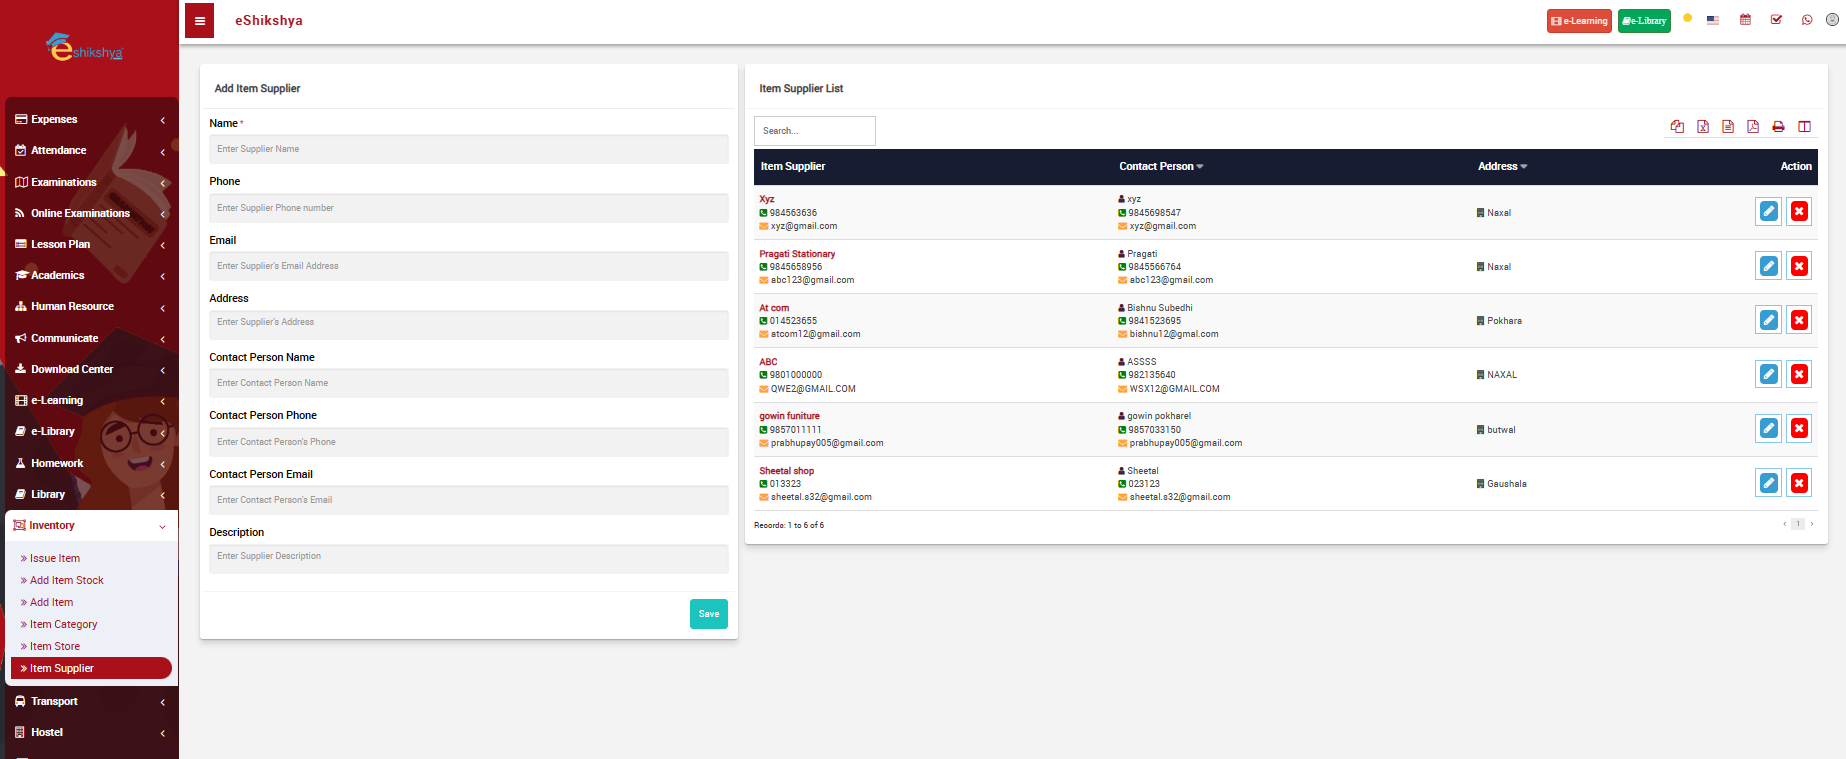 eshikshya
Expenses
Attendance
Examinations
Online Examinations
Lesson Plan
Academics
Human Resource
Communicate
Download Center
e-Learning
e-Library
Homework
Library
Inventory
» Issue Item
» Add Item Stock
» Add Item
» Item Category
» Item Store
» Item Supplier
Transport
Hostel
eShikshya
e-Learning
e-Library
Add Item Supplier
Name *
Enter Supplier Name
Phone
Enter Supplier Phone number
Email
Enter Supplier's Email Address
Address
Enter Supplier's Address
Contact Person Name
Enter Contact Person Name
Contact Person Phone
Enter Contact Person's Phone
Contact Person Email
Enter Contact Person's Email
Description
Enter Supplier Description
Save
Item Supplier List
Search...
Item Supplier Contact Person Address Action
Xyz xyz
984563636 9845698547 Naxal
xyz@gmail.com xyz@gmail.com
Pragati Stationary Pragati
9845658956 9845566764 Naxal
abc123@gmail.com abc123@gmail.com
At com Bishnu Subedhi
014523655 9841523695 Pokhara
atcom12@gmail.com bishnu12@gmal.com
ABC ASSSS
9801000000 982135640 NAXAL
QWE2@GMAIL.COM WSX12@GMAIL.COM
gowin funiture gowin pokharel
9857011111 9857033150 butwal
prabhupay005@gmail.com prabhupay005@gmail.com
Sheetal shop Sheetal
013323 023123 Gaushala
sheetal.s32@gmail.com sheetal.s32@gmail.com
Records: 1 to 6 of 6
1